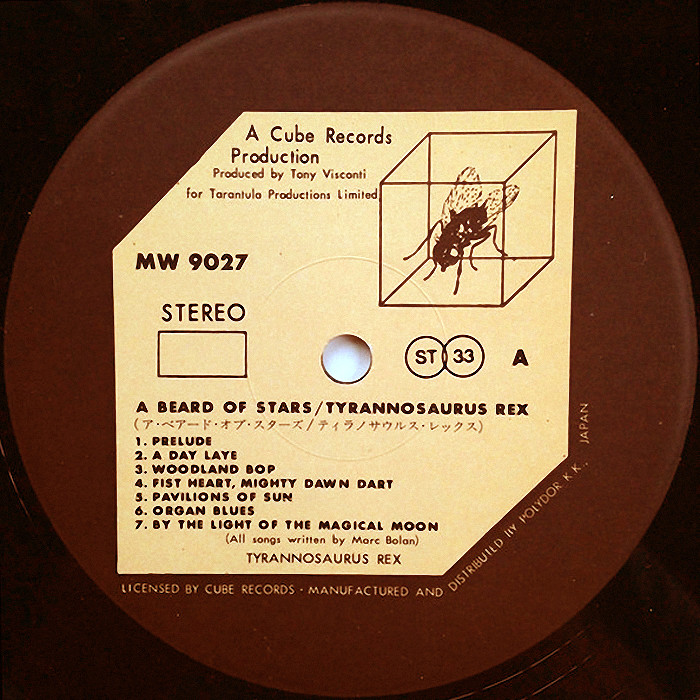 A Cube Records
Production
Produced by Tony Visconti
for Tarantula Productions Limited
MW 9027
STEREO
ST 33 A
A BEARD OF STARS/TYRANNOSAURUS REX
(ア・ベアード・オブ・スターズ/ティラノサウルス・レックス)
1. PRELUDE
2. A DAY LAYE
3. WOODLAND BOP
4. FIST HEART, MIGHTY DAWN DART
5. PAVILIONS OF SUN
6. ORGAN BLUES
7. BY THE LIGHT OF THE MAGICAL MOON
(All songs written by Marc Bolan)
TYRANNOSAURUS REX
LICENSED BY CUBE RECORDS · MANUFACTURED AND DISTRIBUILD BY POLYDOR K.K., JAPAN